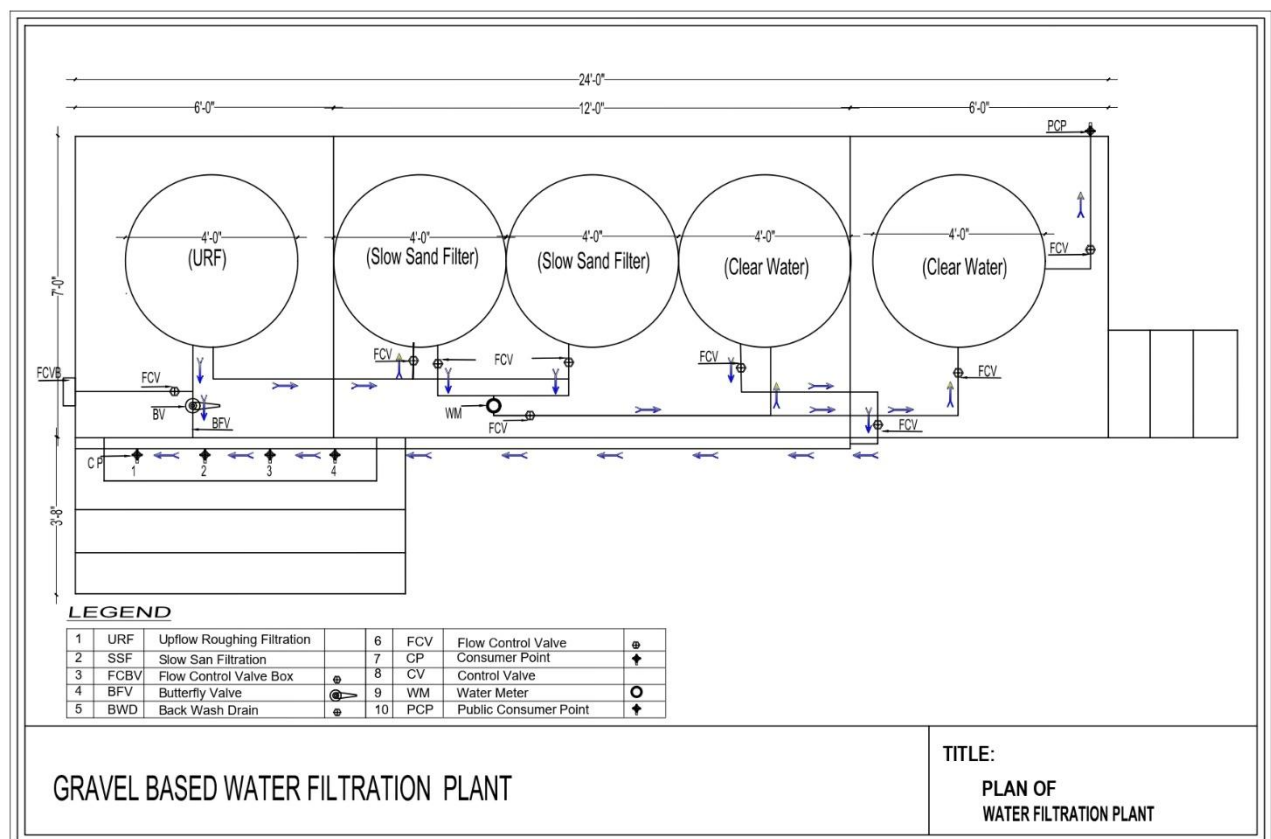 24'-0"
6'-0"
12'-0"
6'-0"
PCP
7'-0"
4'-0"
(URF)
4'-0"
(Slow Sand Filter)
4'-0"
(Slow Sand Filter)
4'-0"
(Clear Water)
4'-0"
(Clear Water)
FCV
FCV
FCV
FCV
FCVB
FCV
FCV
BV
BFV
WM
FCV
FCV
C P
1
2
3
4
3'-8"
LEGEND
1 URF Upflow Roughing Filtration 6 FCV Flow Control Valve
2 SSF Slow San Filtration 7 CP Consumer Point
3 FCBV Flow Control Valve Box 8 CV Control Valve
4 BFV Butterfly Valve 9 WM Water Meter
5 BWD Back Wash Drain 10 PCP Public Consumer Point
GRAVEL BASED WATER FILTRATION PLANT
TITLE:
PLAN OF
WATER FILTRATION PLANT